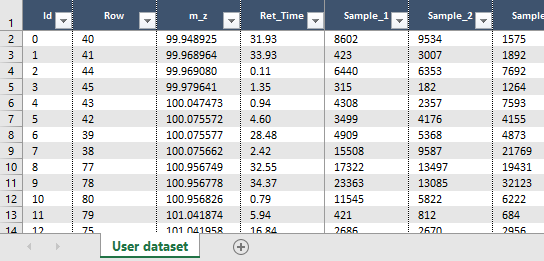 Id Row m_z Ret_Time Sample_1 Sample_2 Sample
1
2 0 40 99.948925 31.93 8602 9534 1575
3 1 41 99.968964 33.93 423 3007 1892
4 2 44 99.969080 0.11 6440 6353 7692
5 3 45 99.979641 1.35 315 182 1264
6 4 43 100.047473 0.94 4308 2357 7593
7 5 42 100.075572 4.60 3499 4176 4155
8 6 39 100.075577 28.48 4909 5368 4873
9 7 38 100.075662 2.42 15508 9587 21769
10 8 77 100.956749 32.55 17322 13497 19431
11 9 78 100.956778 34.37 23363 13085 32123
12 10 80 100.956826 0.79 11545 5822 6222
13 11 79 101.041874 5.94 421 812 684
14 12 75 101.041958 16.84 2686 2670 2956
User dataset